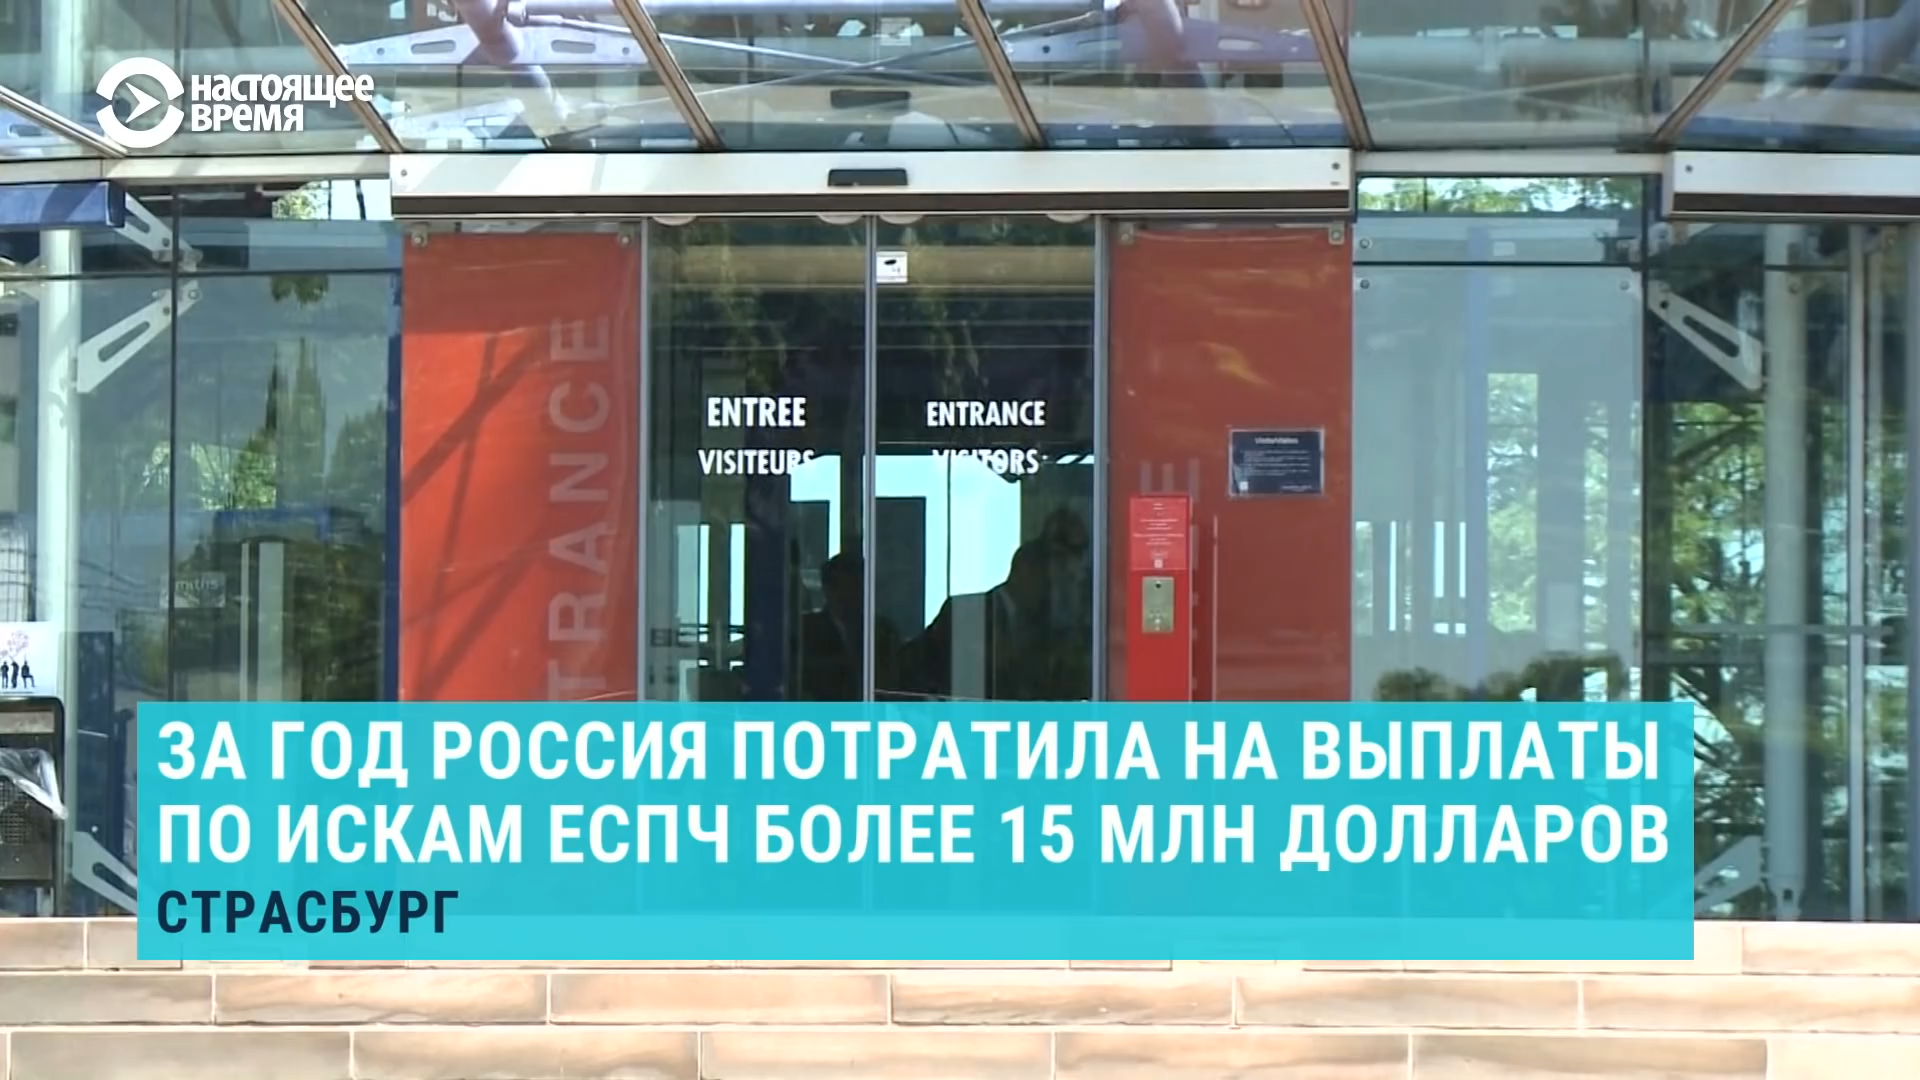 НАСТОЯЩЕЕ
ВРЕМЯ
TRANCE
ENTREE
VISITEURS
ENTRANCE
VISITORS
ЗА ГОД РОССИЯ ПОТРАТИЛА НА ВЫПЛАТЫ
ПО ИСКАМ ЕСПЧ БОЛЕЕ 15 МЛН ДОЛЛАРОВ
СТРАСБУРГ